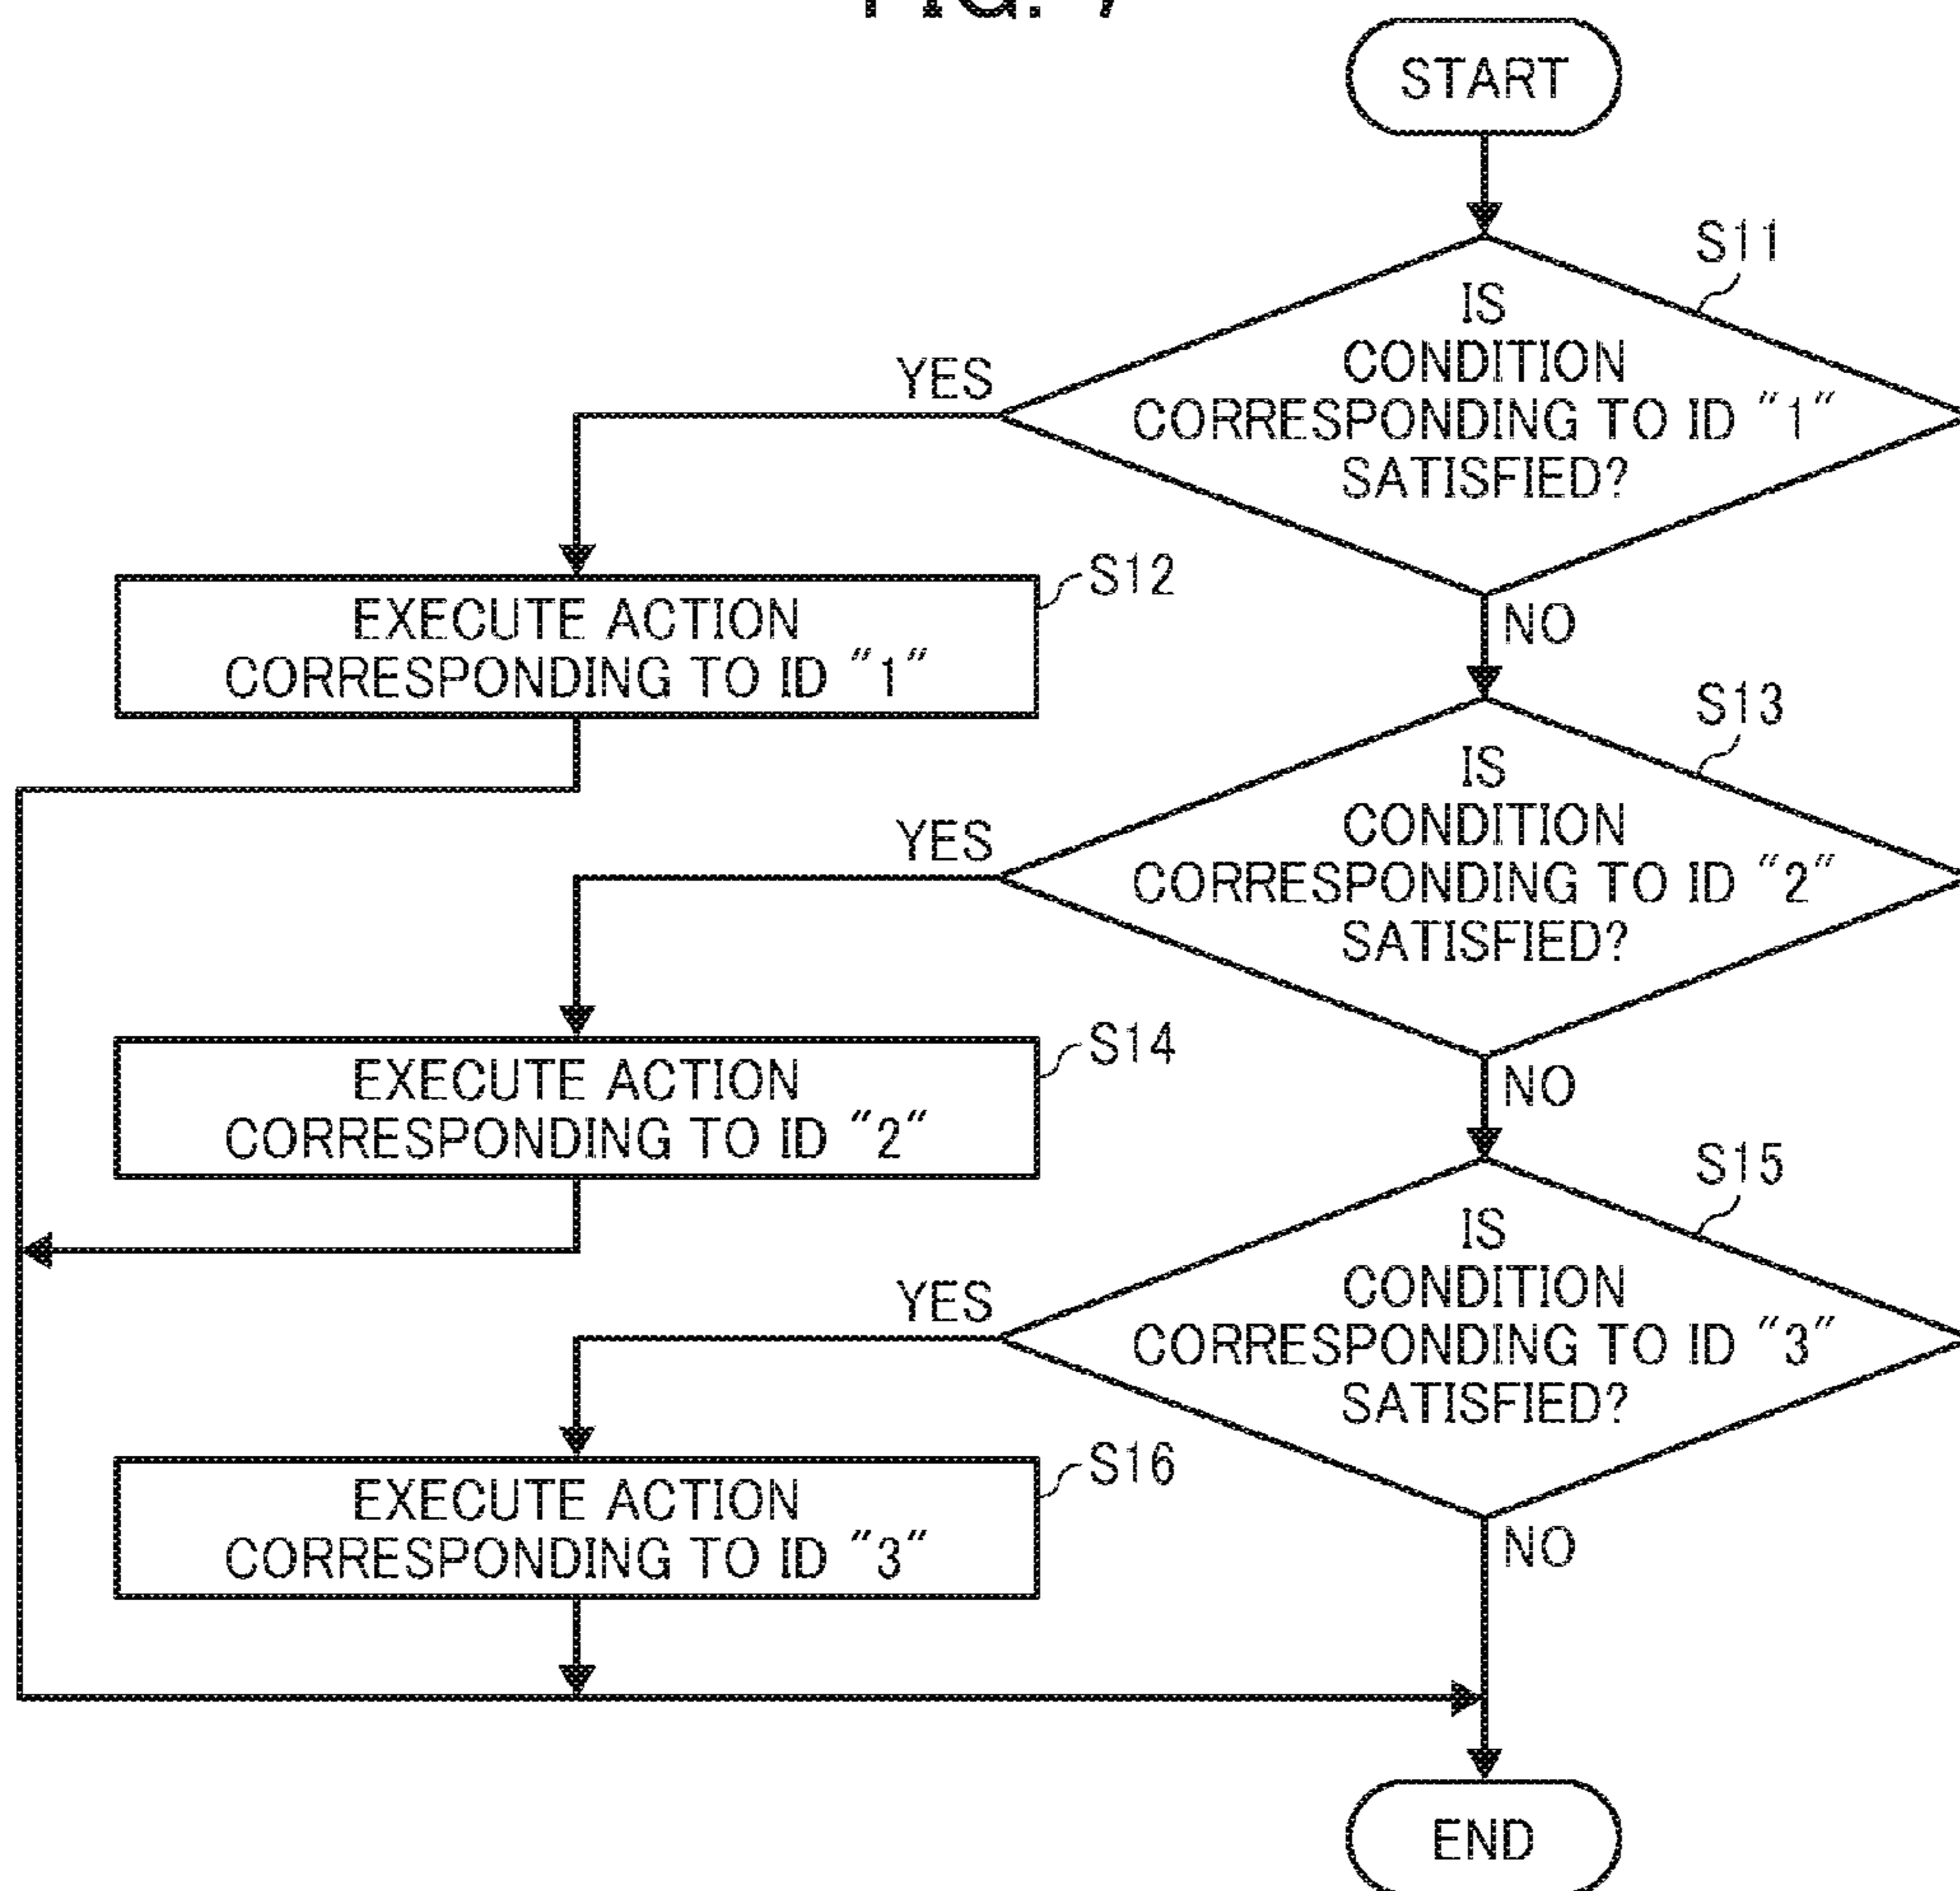 START
S11
IS
CONDITION
CORRESPONDING TO ID "1"
SATISFIED?
YES
NO
S12
EXECUTE ACTION
CORRESPONDING TO ID "1"
S13
IS
CONDITION
CORRESPONDING TO ID "2"
SATISFIED?
YES
NO
S14
EXECUTE ACTION
CORRESPONDING TO ID "2"
S15
IS
CONDITION
CORRESPONDING TO ID "3"
SATISFIED?
YES
NO
S16
EXECUTE ACTION
CORRESPONDING TO ID "3"
END